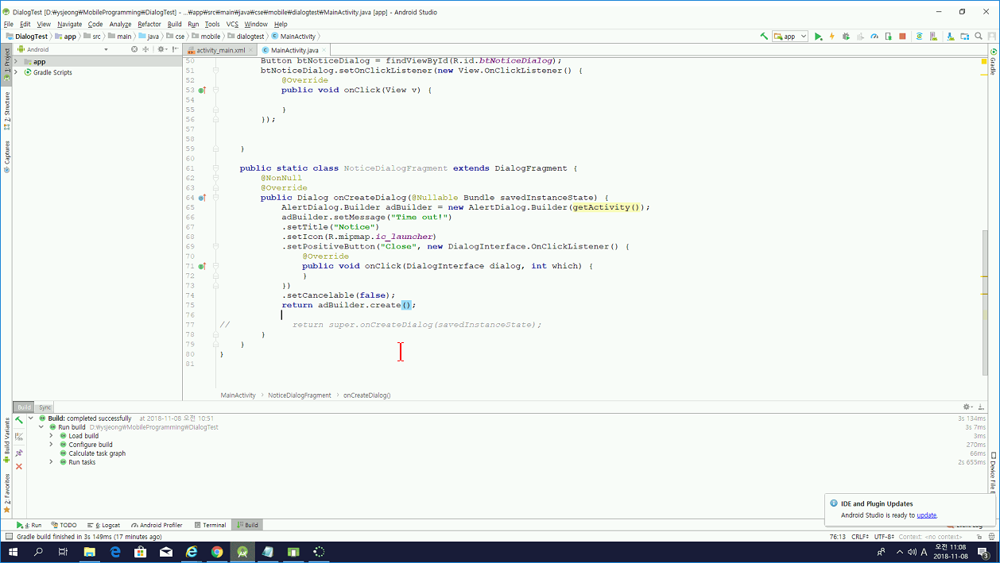 DialogTest [D:₩ysjeong₩MobileProgramming₩DialogTest] - ...₩app₩src₩main₩java₩cse₩mobile₩dialogtest₩MainActivity.java [app] - Android Studio
File Edit View Navigate Code Analyze Refactor Build Run Tools VCS Window Help
DialogTest app src main java cse mobile dialogtest MainActivity
app
Android
activity_main.xml
MainActivity.java
1: Project
7: Structure
Captures
Build Variants
2: Favorites
app
Gradle Scripts
50 Button btNoticeDialog = findViewById(R.id.btNoticeDialog);
51 btNoticeDialog.setOnClickListener(new View.OnClickListener() {
52 @Override
53 public void onClick(View v) {
54
55 }
56 });
57
58
59 }
60
61 public static class NoticeDialogFragment extends DialogFragment {
62 @NonNull
63 @Override
64 public Dialog onCreateDialog(@Nullable Bundle savedInstanceState) {
65 AlertDialog.Builder adBuilder = new AlertDialog.Builder(getActivity());
66 adBuilder.setMessage("Time out!")
67 .setTitle("Notice")
68 .setIcon(R.mipmap.ic_launcher)
69 .setPositiveButton("Close", new DialogInterface.OnClickListener() {
70 @Override
71 public void onClick(DialogInterface dialog, int which) {
72 }
73 })
74 .setCancelable(false);
75 return adBuilder.create();
76
77 // return super.onCreateDialog(savedInstanceState);
78 }
79 }
80 }
81
MainActivity NoticeDialogFragment onCreateDialog()
Gradle
Build Sync
Build: completed successfully at 2018-11-08 오전 10:51 3s 134ms
Run build D:₩ysjeong₩MobileProgramming₩DialogTest 3s 7ms
Load build 3ms
Configure build 270ms
Calculate task graph 66ms
Run tasks 2s 655ms
Device File E
IDE and Plugin Updates
Android Studio is ready to update.
4: Run TODO 6: Logcat Android Profiler Terminal Build
Event Log
Gradle build finished in 3s 149ms (17 minutes ago) 76:13 CRLF UTF-8 Context: <no context>
A
오전 11:08
2018-11-08
3